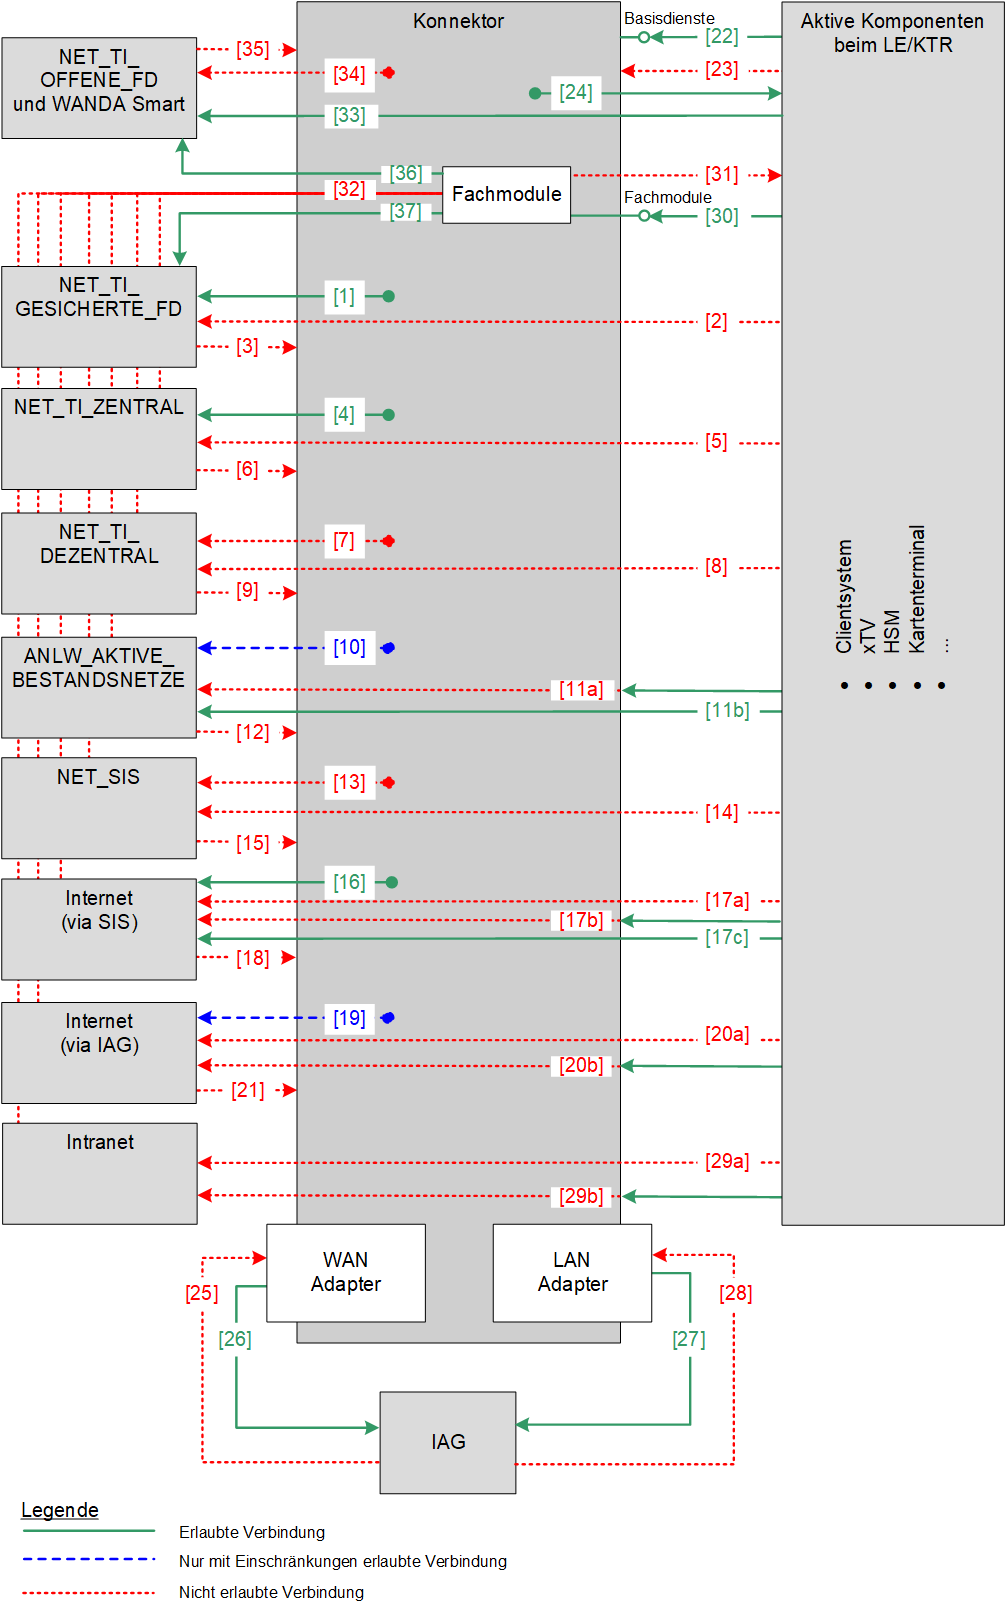 Konnektor
Basisdienste
Aktive Komponenten
beim LE/KTR
[22]
[35]
NET_TI_
OFFENE_FD
und WANDA Smart
[34]
[23]
[24]
[33]
[36]
[31]
[32]
Fachmodule
Fachmodule
[37]
[30]
NET_TI_
GESICHERTE_FD
[1]
[2]
[3]
NET_TI_ZENTRAL
[4]
[5]
[6]
NET_TI_
DEZENTRAL
[7]
[8]
[9]
Clientsystem
xTV
HSM
Kartenterminal
...
ANLW_AKTIVE_
BESTANDSNETZE
[10]
[11a]
[11b]
[12]
NET_SIS
[13]
[14]
[15]
Internet
(via SIS)
[16]
[17a]
[17b]
[17c]
[18]
Internet
(via IAG)
[19]
[20a]
[20b]
[21]
Intranet
[29a]
[29b]
WAN
Adapter
LAN
Adapter
[25]
[28]
[26]
[27]
IAG
Legende
Erlaubte Verbindung
Nur mit Einschränkungen erlaubte Verbindung
Nicht erlaubte Verbindung